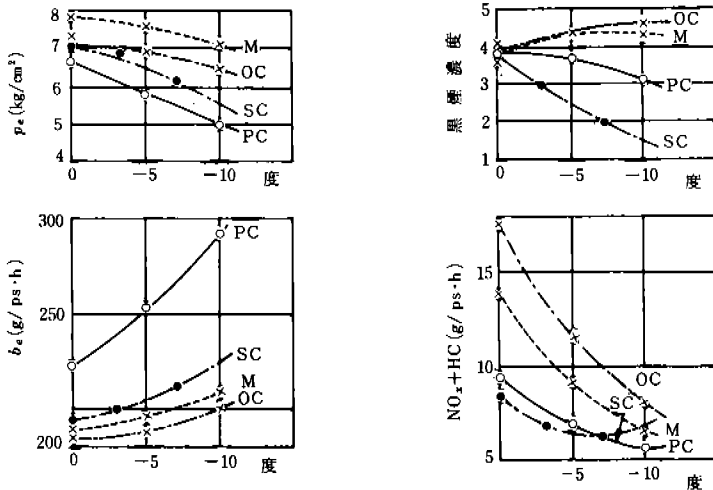 8
7
6
5
4
p_e (kg/cm²)
M
OC
SC
PC
0
−5
−10
度
5
4
3
2
1
黑煙濃度
OC
M
PC
SC
0
−5
−10
度
300
250
200
b_e (g/ps·h)
PC
SC
M
OC
0
−5
−10
度
15
10
5
NO_x+HC (g/ps·h)
OC
SC
M
PC
0
−5
−10
度